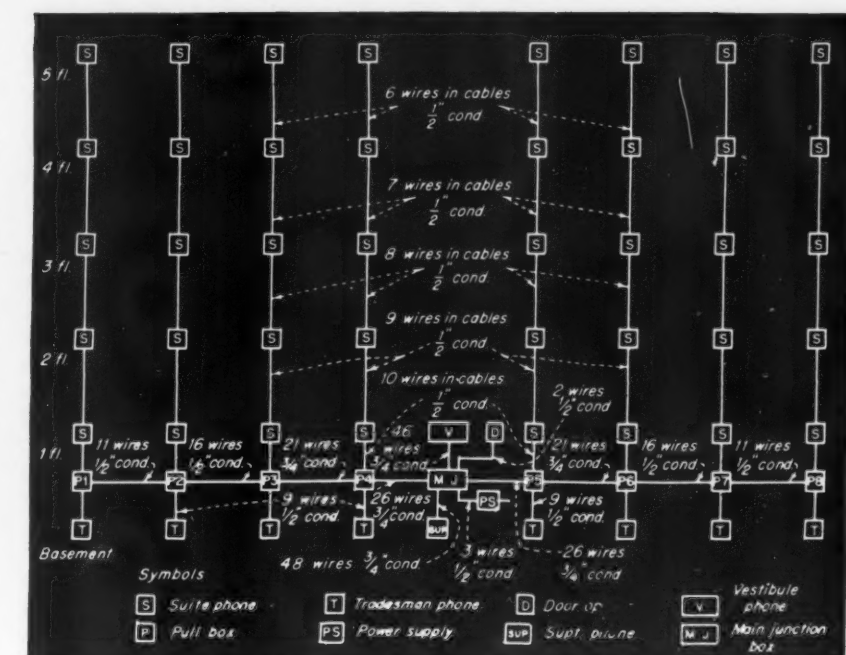 S S S S S S S S
5 fl.
6 wires in cables
1/2" cond
S S S S S S S S
4 fl.
7 wires in cables
1/2" cond.
S S S S S S S S
3 fl.
8 wires in cables
1/2" cond.
S S S S S S S S
2 fl.
9 wires in cables
1/2" cond.
10 wires in cables
1/2" cond.
2 wires
1/2" cond
S S S S V D S S S S
1 fl.
11 wires
1/2" cond.
16 wires
1/2" cond.
21 wires
3/4" cond.
46
wires
3/4" cond.
21 wires
3/4" cond.
16 wires
1/2 cond
11 wires
1/2" cond.
P1 P2 P3 P4 M J P5 P6 P7 P8
9 wires
1/2" cond.
26 wires
3/4" cond.
PS
9 wires
1/2" cond.
T T T T SUP T T T T
Basement
48 wires 3/4" cond.
3 wires
1/2" cond
26 wires
3/4" cond
Symbols
S Suite phone
T Tradesman phone
D Door op
V Vestibule
phone
P Pull box
PS Power supply
SUP Supt. phone
M J Main junction
box